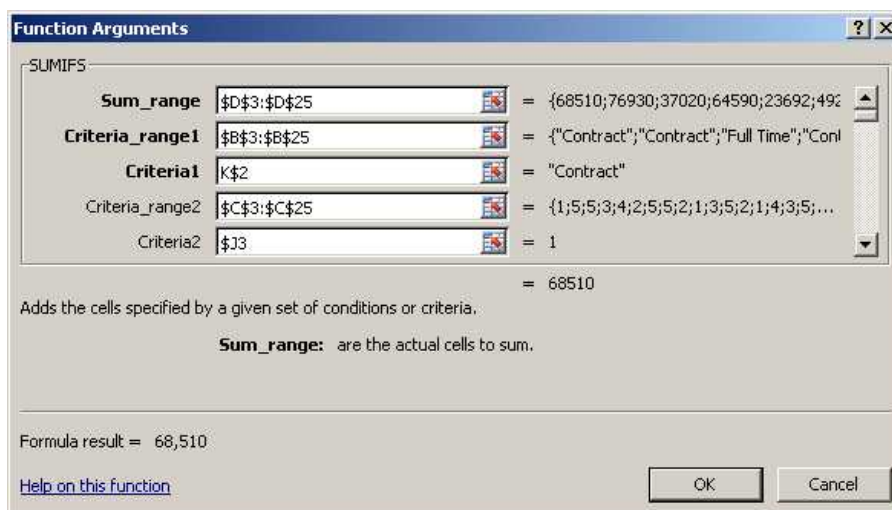 Function Arguments
SUMIFS
Sum_range $D$3:$D$25 = {68510;76930;37020;64590;23692;492
Criteria_range1 $B$3:$B$25 = {"Contract";"Contract";"Full Time";"Cont
Criteria1 K$2 = "Contract"
Criteria_range2 $C$3:$C$25 = {1;5;5;3;4;2;5;5;2;1;3;5;2;1;4;3;5;...
Criteria2 $J3 = 1
= 68510
Adds the cells specified by a given set of conditions or criteria.
Sum_range: are the actual cells to sum.
Formula result = 68,510
Help on this function OK Cancel